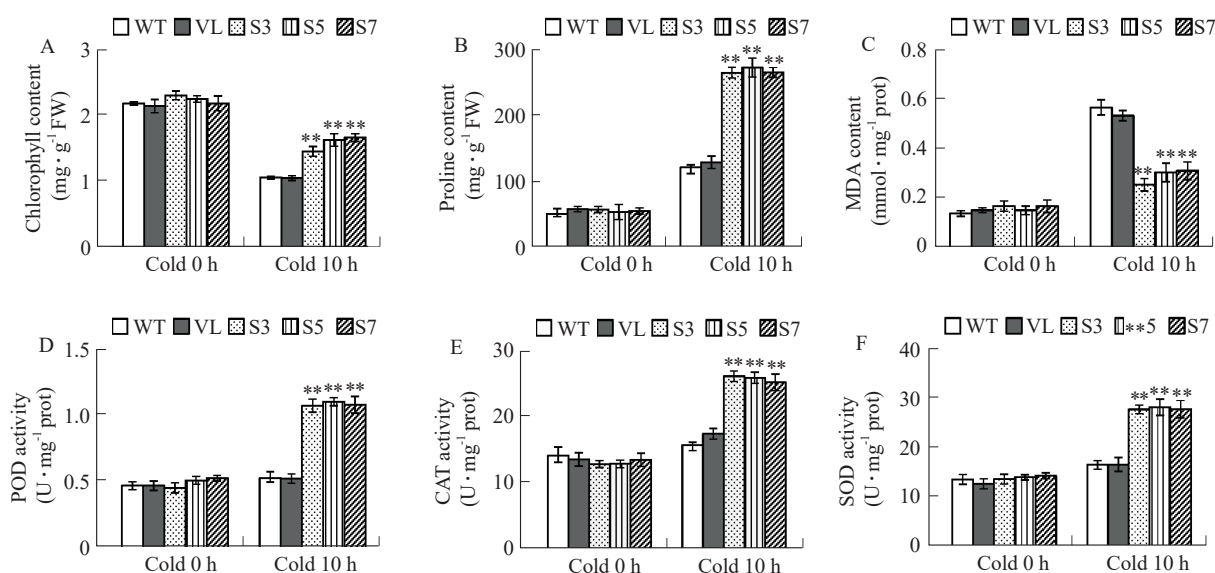 WT VL S3 S5 S7
A
Chlorophyll content
(mg·g⁻¹ FW)
3
2
1
0
** ** **
Cold 0 h Cold 10 h
WT VL S3 S5 S7
B
Proline content
(mg·g⁻¹ FW)
300
200
100
0
** ** **
Cold 0 h Cold 10 h
WT VL S3 S5 S7
C
MDA content
(mmol·mg⁻¹ prot)
0.8
0.6
0.4
0.2
0
** ** **
Cold 0 h Cold 10 h
WT VL S3 S5 S7
D
POD activity
(U·mg⁻¹ prot)
1.5
1.0
0.5
0.0
** ** **
Cold 0 h Cold 10 h
WT VL S3 S5 S7
E
CAT activity
(U·mg⁻¹ prot)
30
20
10
0
** ** **
Cold 0 h Cold 10 h
WT VL S3 **5 S7
F
SOD activity
(U·mg⁻¹ prot)
40
30
20
10
0
** ** **
Cold 0 h Cold 10 h